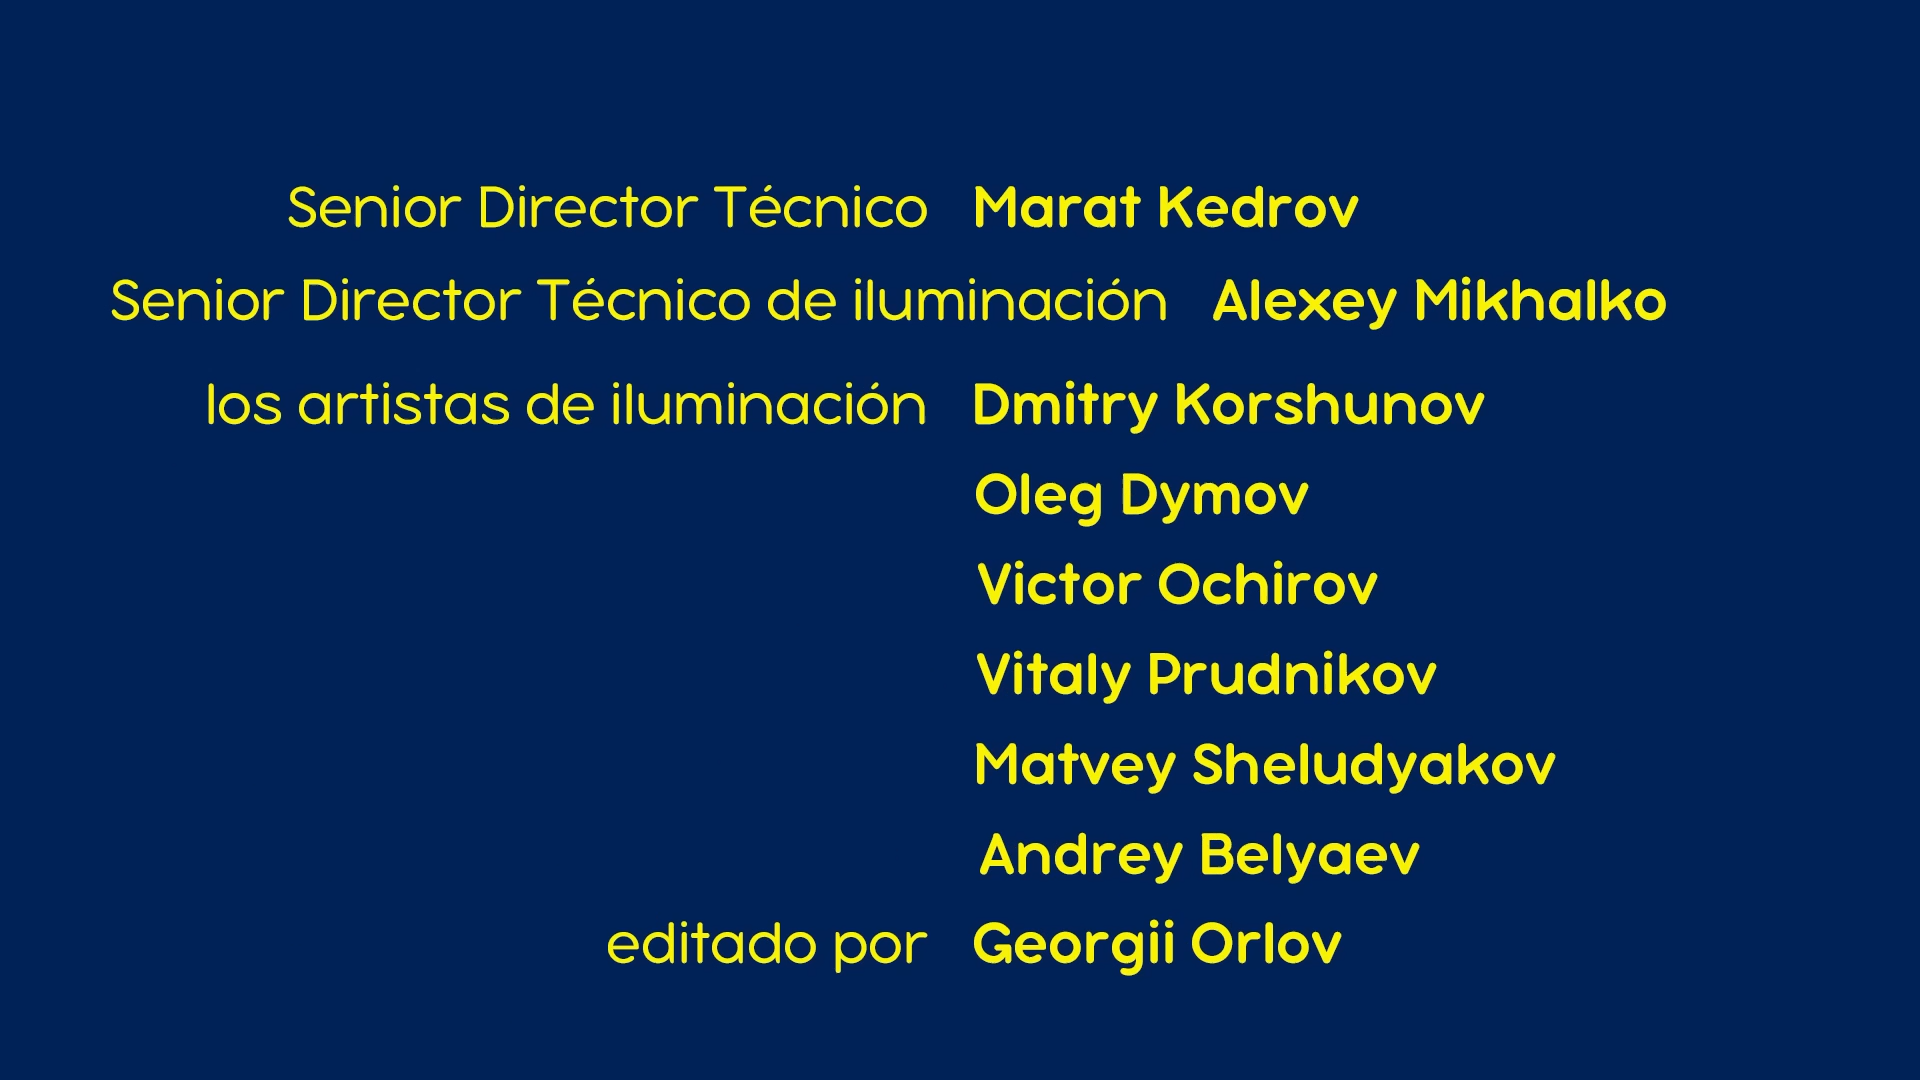 Senior Director Técnico Marat Kedrov
Senior Director Técnico de iluminación Alexey Mikhalko
los artistas de iluminación Dmitry Korshunov
Oleg Dymov
Victor Ochirov
Vitaly Prudnikov
Matvey Sheludyakov
Andrey Belyaev
editado por Georgii Orlov